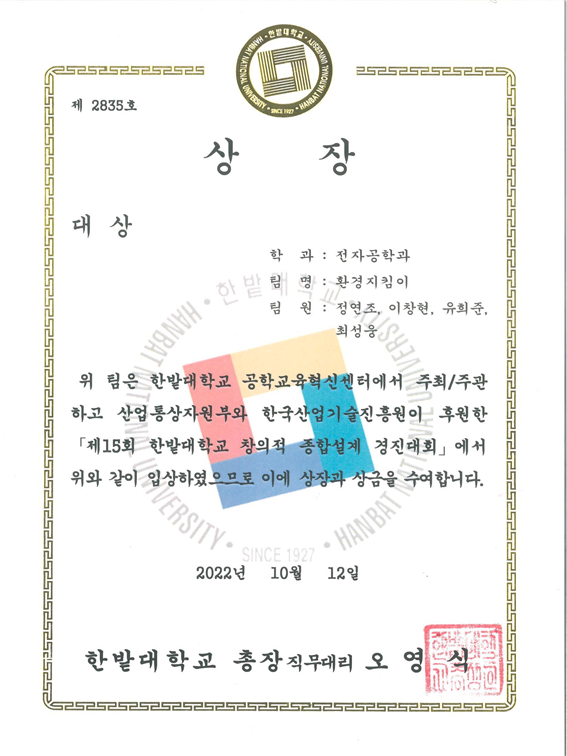 한밭대학교
HANBAT NATIONAL UNIVERSITY · SINCE 1927 · HANBAT NATIONAL UNIVERSITY
제 2835호
상 장
대 상
학 과 : 전자공학과
팀 명 : 환경지킴이
팀 원 : 정연조, 이창현, 유희준,
최성웅
위 팀은 한밭대학교 공학교육혁신센터에서 주최/주관
하고 산업통상자원부와 한국산업기술진흥원이 후원한
「제15회 한밭대학교 창의적 종합설계 경진대회」에서
위와 같이 입상하였으므로 이에 상장과 상금을 수여합니다.
한밭대학교
HANBAT NATIONAL UNIVERSITY · SINCE 1927 · HANBAT NATIONAL UNIVERSITY
2022년 10월 12일
한밭대학교 총장직무대리 오 영 식